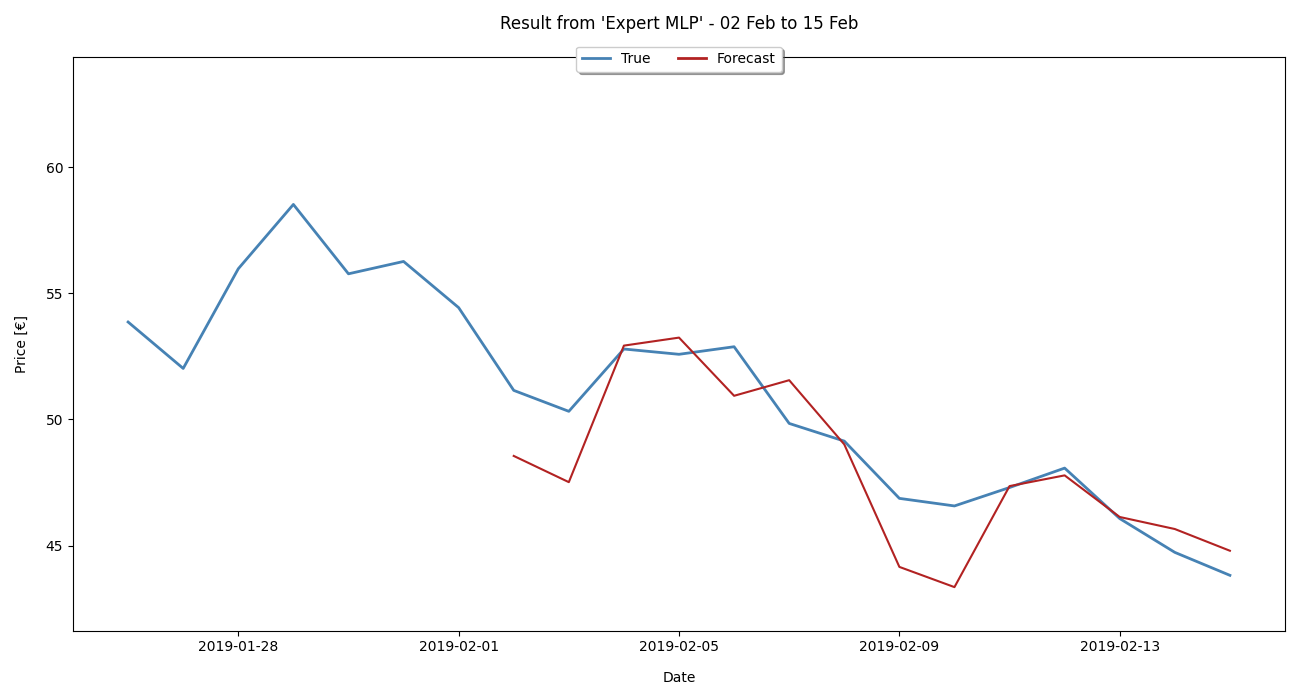 Result from 'Expert MLP' - 02 Feb to 15 Feb
True Forecast
60
55
50
45
Price [€]
2019-01-28 2019-02-01 2019-02-05 2019-02-09 2019-02-13
Date